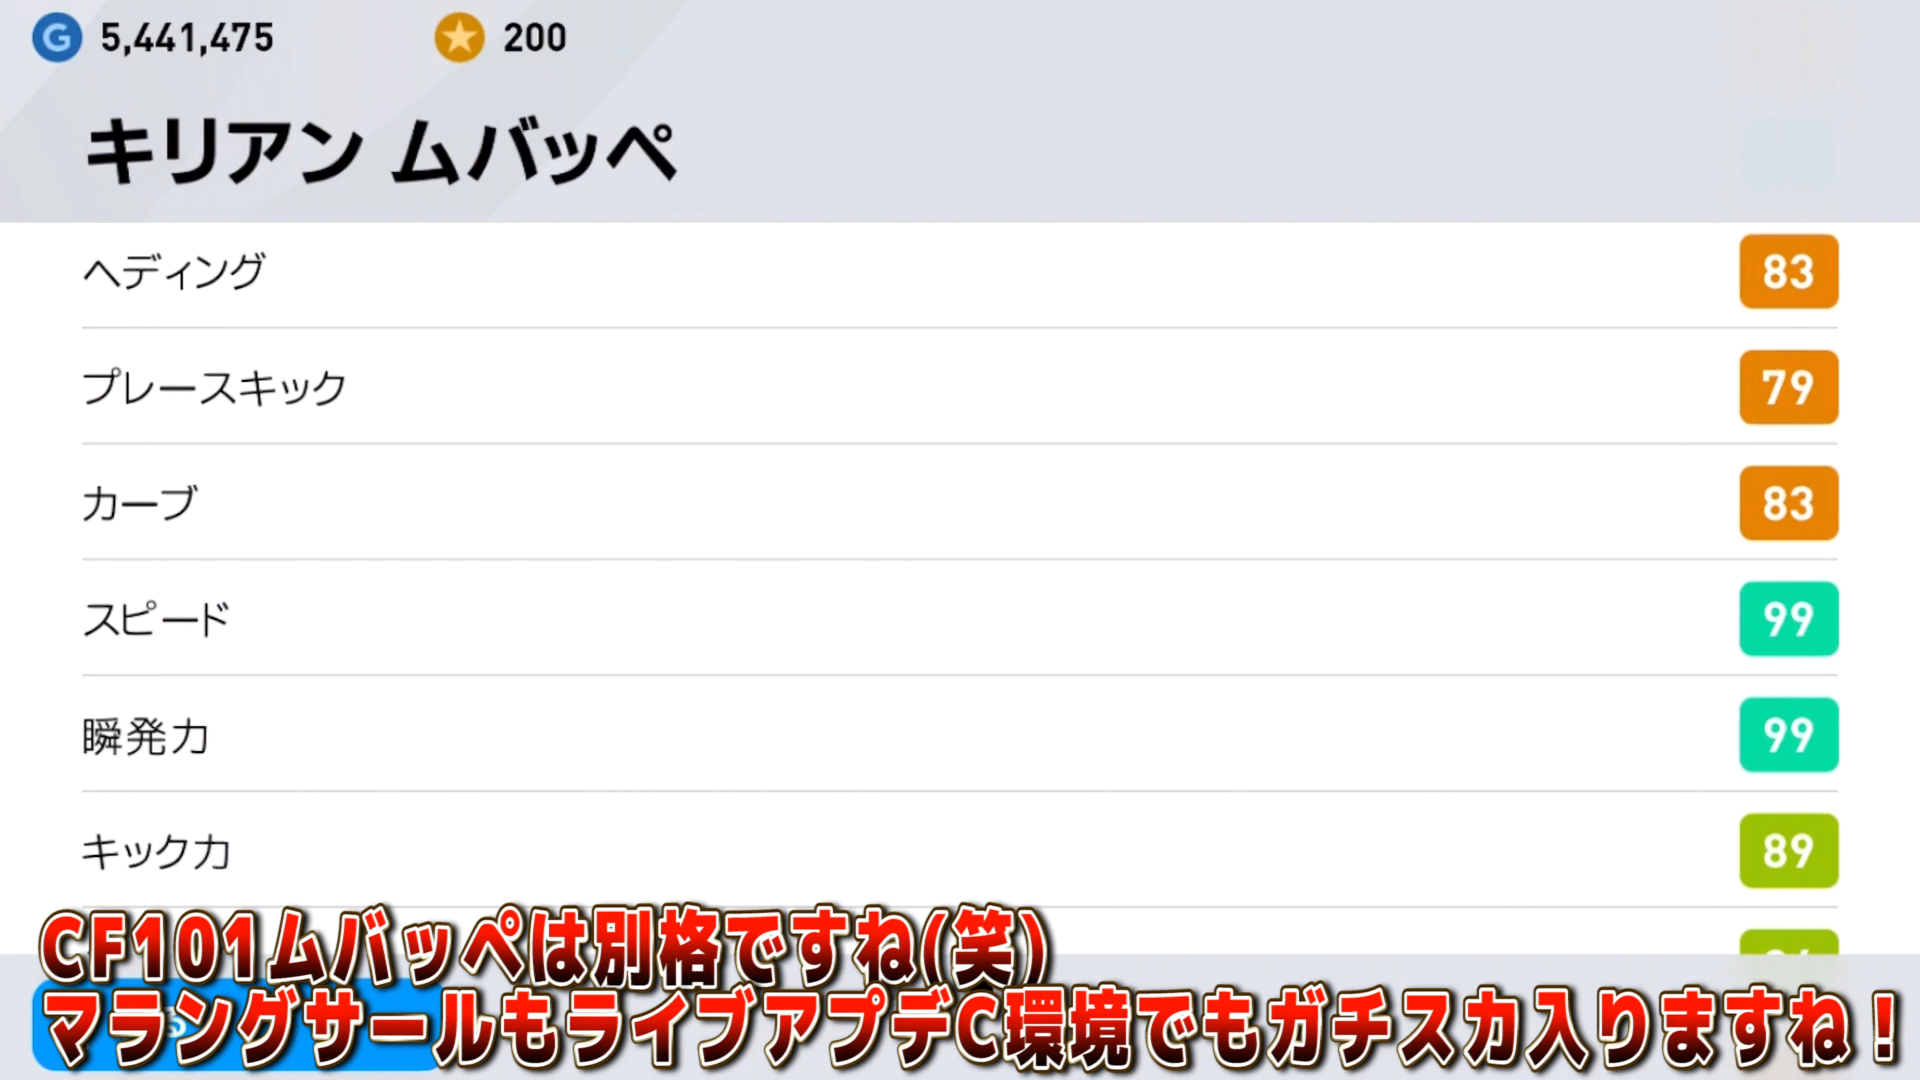 G 5,441,475 200
キリアン ムバッペ
ヘディング 83
プレースキック 79
カーブ 83
スピード 99
瞬発力 99
キック力 89
CF101ムバッペは別格ですね(笑)
マラングサールもライブアプデC環境でもガチスカ入りますね！